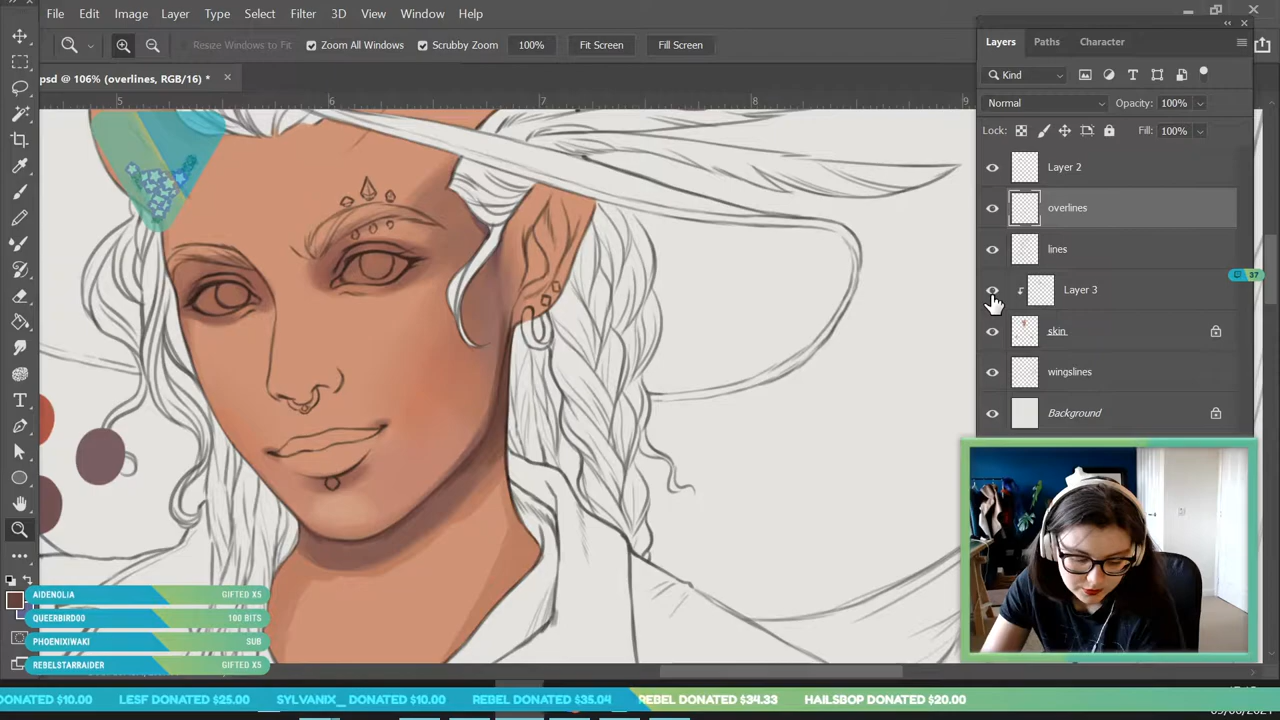 File Edit Image Layer Type Select Filter 3D View Window Help
Resize Windows to Fit Zoom All Windows Scrubby Zoom 100% Fit Screen Fill Screen
psd @ 106% (overlines, RGB/16) *
5 6 7 8 9
Layers Paths Character
Kind
Normal Opacity: 100%
Lock: Fill: 100%
Layer 2
overlines
lines
37
Layer 3
skin
wingslines
Background
AIDENOLIA GIFTED X5
QUEERBIRD00 100 BITS
PHOENIXIWAKI SUB
REBELSTARRAIDER GIFTED X5
DONATED $10.00 LESF DONATED $25.00 SYLVANIX_ DONATED $10.00 REBEL DONATED $35.04 REBEL DONATED $34.33 HAILSBOP DONATED $20.00